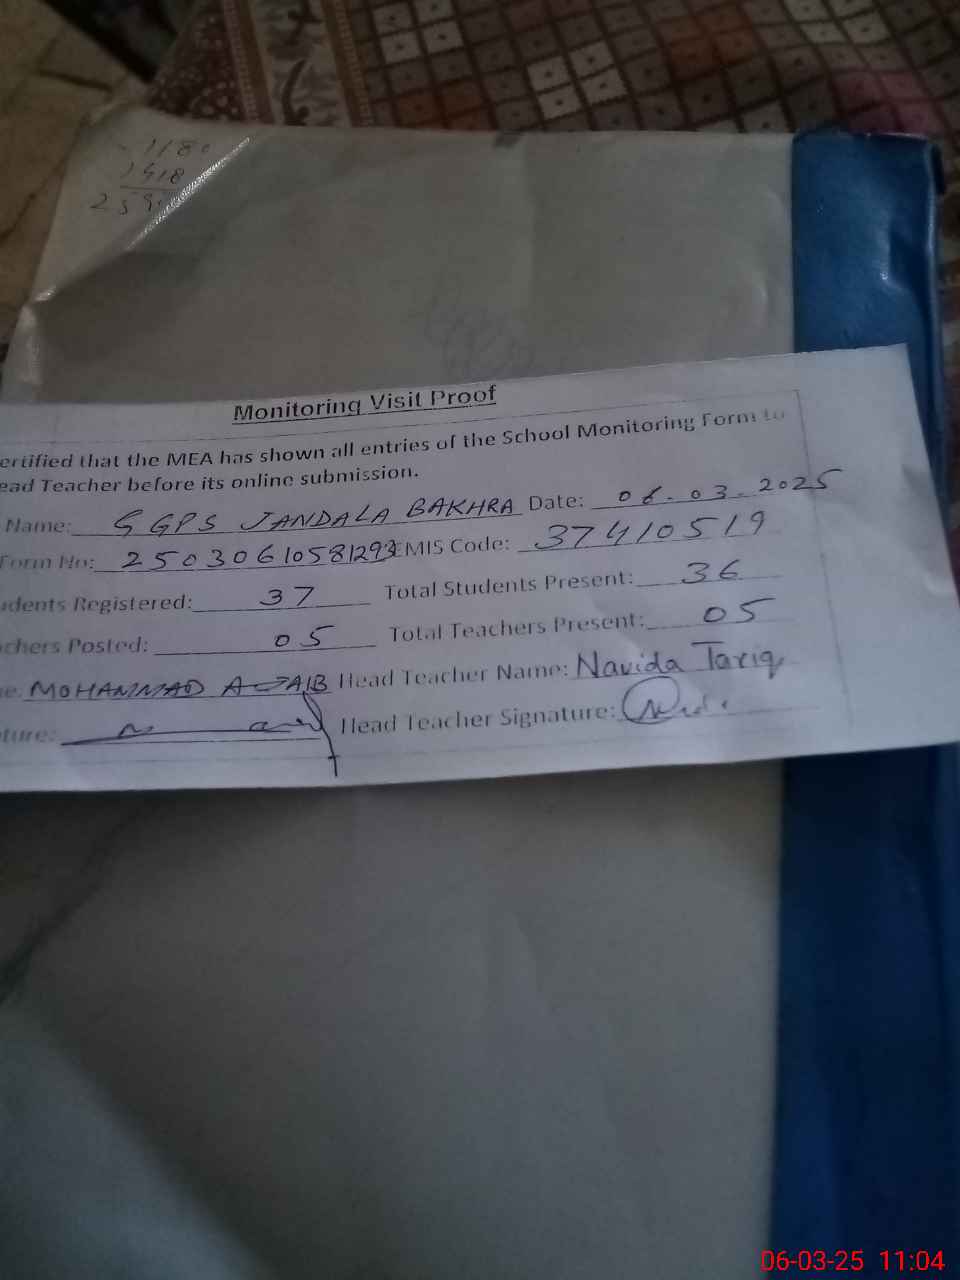 1180
1418
Monitoring Visit Proof
ertified that the MEA has shown all entries of the School Monitoring Form to
ead Teacher before its online submission.
Name: GGPS JANDALA BAKHRA Date: 06-03-2025
Form No: 25030610581293 EMIS Code: 37410519
udents Registered: 37 Total Students Present: 36
chers Posted: 05 Total Teachers Present: 05
e: MOHAMMAD AJAIB Head Teacher Name: Navida Tariq
ture: Head Teacher Signature:
06-03-25 11:04